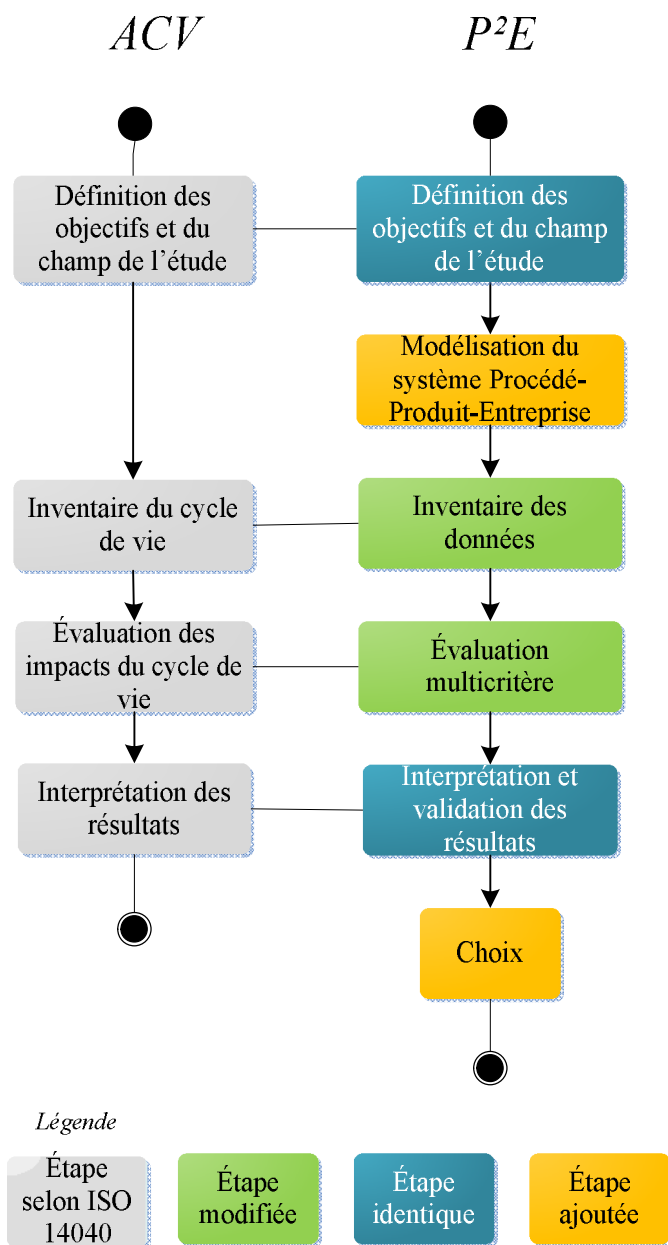 ACV
P²E
Définition des
objectifs et du
champ de l'étude
Définition des
objectifs et du champ
de l'étude
Modélisation du
système Procédé-
Produit-Entreprise
Inventaire du cycle
de vie
Inventaire des
données
Évaluation des
impacts du cycle de
vie
Évaluation
multicritère
Interprétation des
résultats
Interprétation et
validation des
résultats
Choix
Légende
Étape
selon ISO
14040
Étape
modifiée
Étape
identique
Étape
ajoutée